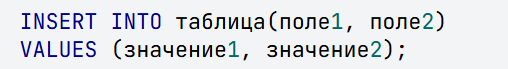 INSERT INTO таблица(поле1, поле2)
VALUES (значение1, значение2);